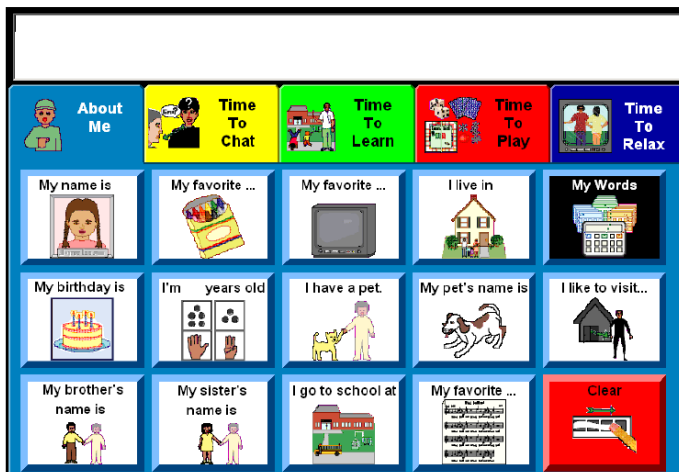 About
Me
Time
To
Chat
Time
To
Learn
Time
To
Play
Time
To
Relax
My name is
My favorite ...
My favorite ...
I live in
My Words
My birthday is
I'm     years old
I have a pet.
My pet's name is
I like to visit...
My brother's
name is
My sister's
name is
I go to school at
My favorite ...
Clear